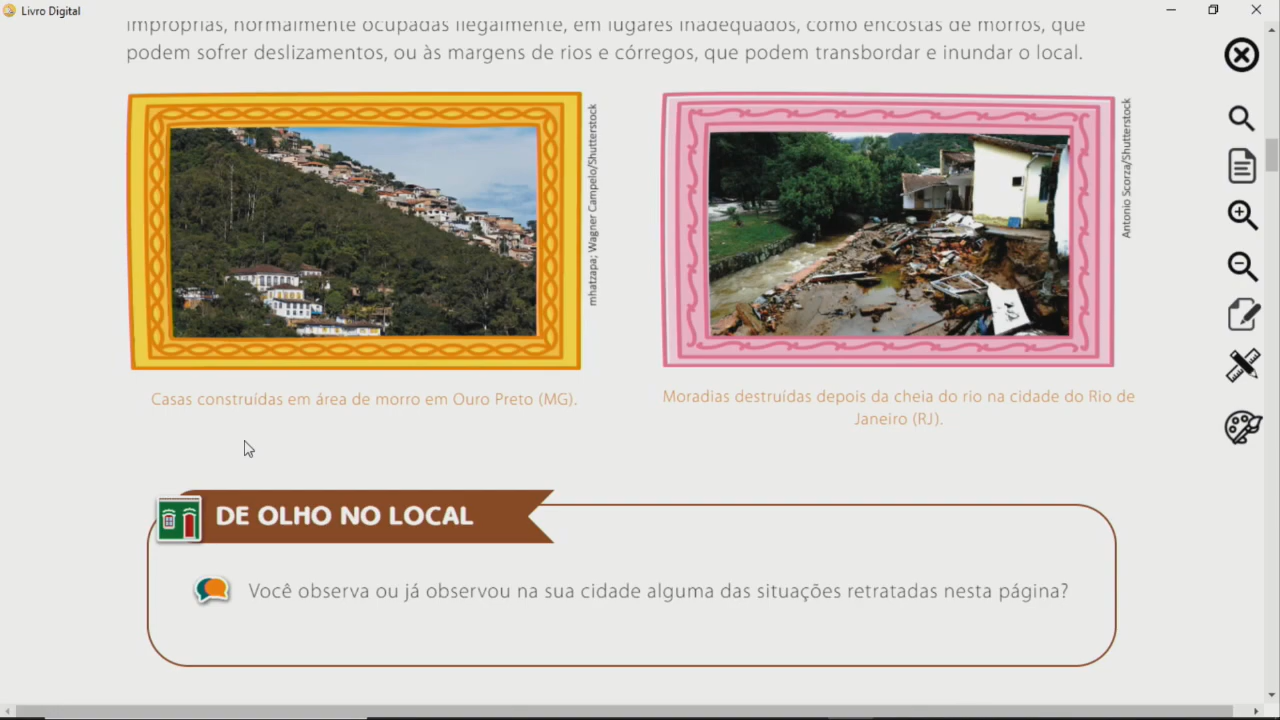 Livro Digital
impróprias, normalmente ocupadas ilegalmente, em lugares inadequados, como encostas de morros, que
podem sofrer deslizamentos, ou às margens de rios e córregos, que podem transbordar e inundar o local.
mhatzapa; Wagner Campelo/Shutterstock
Antonio Scorza/Shutterstock
Casas construídas em área de morro em Ouro Preto (MG).
Moradias destruídas depois da cheia do rio na cidade do Rio de
Janeiro (RJ).
DE OLHO NO LOCAL
Você observa ou já observou na sua cidade alguma das situações retratadas nesta página?